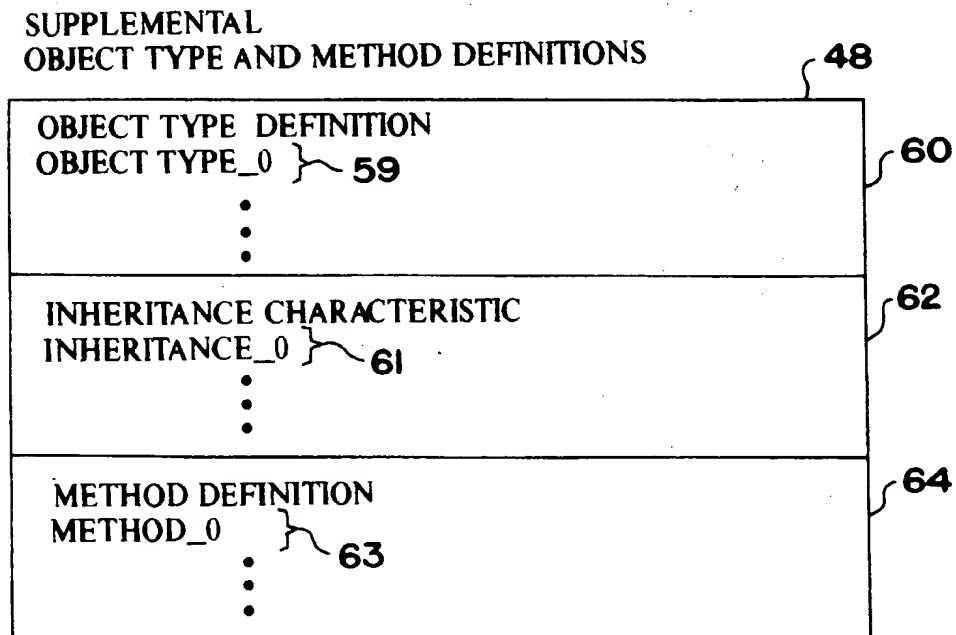 SUPPLEMENTAL
OBJECT TYPE AND METHOD DEFINITIONS
48
OBJECT TYPE DEFINITION
OBJECT TYPE_0
59
60
INHERITANCE CHARACTERISTIC
INHERITANCE_0
61
62
METHOD DEFINITION
METHOD_0
63
64